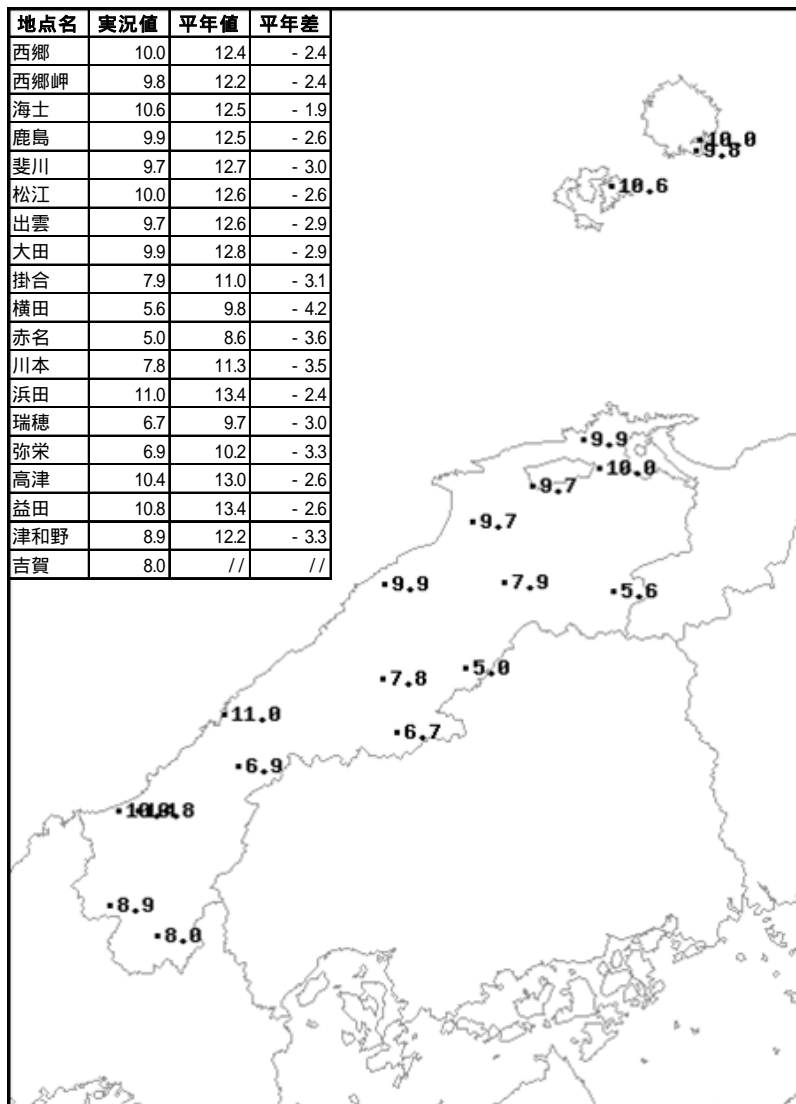 地点名 実況値 平年値 平年差
西郷 10.0 12.4 - 2.4
西郷岬 9.8 12.2 - 2.4
海士 10.6 12.5 - 1.9
鹿島 9.9 12.5 - 2.6
斐川 9.7 12.7 - 3.0
松江 10.0 12.6 - 2.6
出雲 9.7 12.6 - 2.9
大田 9.9 12.8 - 2.9
掛合 7.9 11.0 - 3.1
横田 5.6 9.8 - 4.2
赤名 5.0 8.6 - 3.6
川本 7.8 11.3 - 3.5
浜田 11.0 13.4 - 2.4
瑞穂 6.7 9.7 - 3.0
弥栄 6.9 10.2 - 3.3
高津 10.4 13.0 - 2.6
益田 10.8 13.4 - 2.6
津和野 8.9 12.2 - 3.3
吉賀 8.0 // //
10.0
9.8
10.6
9.9
10.0
9.7
9.7
9.9
7.9
5.6
5.0
7.8
11.0
6.7
6.9
10.4
10.8
8.9
8.0